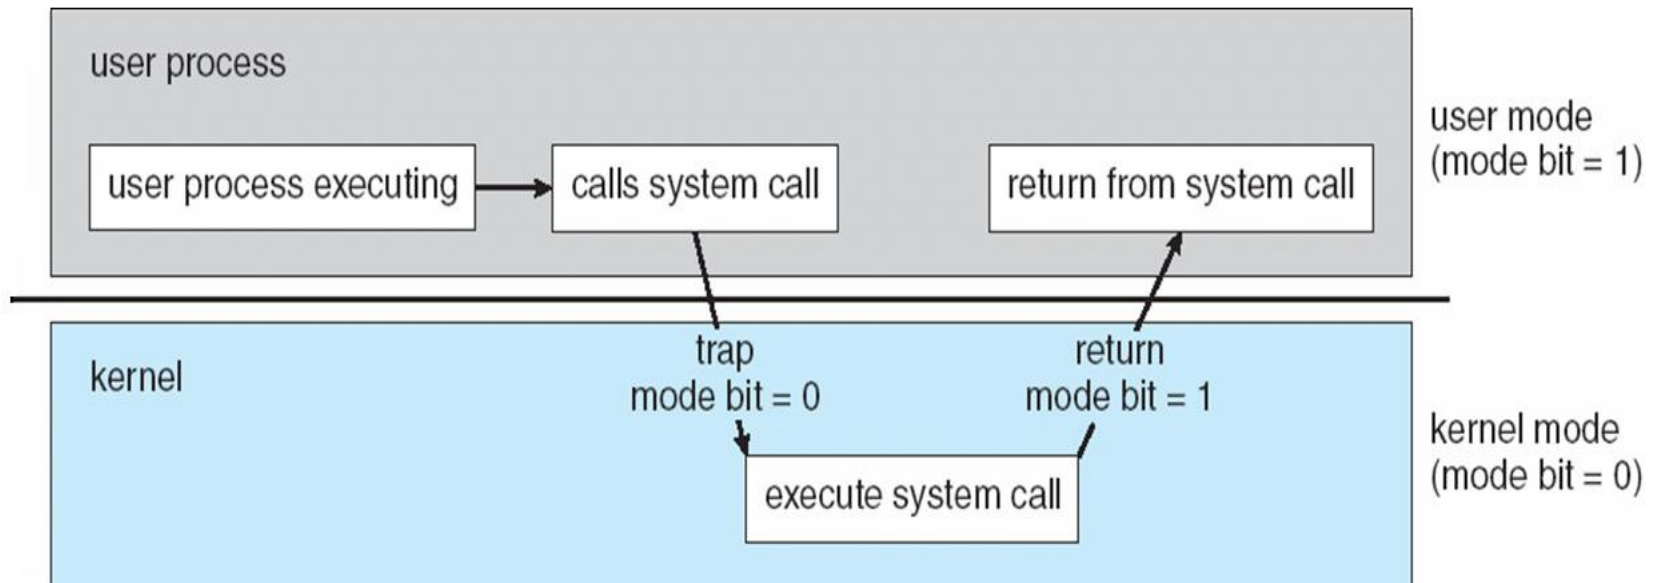 user process
user process executing
calls system call
return from system call
user mode
(mode bit = 1)
kernel
trap
mode bit = 0
return
mode bit = 1
execute system call
kernel mode
(mode bit = 0)